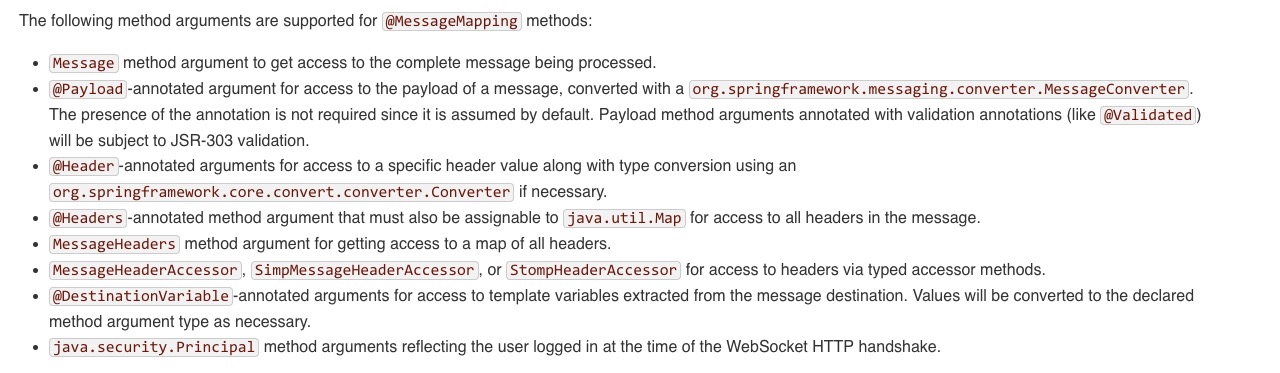 The following method arguments are supported for @MessageMapping methods:
• Message method argument to get access to the complete message being processed.
• @Payload-annotated argument for access to the payload of a message, converted with a org.springframework.messaging.converter.MessageConverter.
The presence of the annotation is not required since it is assumed by default. Payload method arguments annotated with validation annotations (like @Validated)
will be subject to JSR-303 validation.
• @Header-annotated arguments for access to a specific header value along with type conversion using an
org.springframework.core.convert.converter.Converter if necessary.
• @Headers-annotated method argument that must also be assignable to java.util.Map for access to all headers in the message.
• MessageHeaders method argument for getting access to a map of all headers.
• MessageHeaderAccessor, SimpMessageHeaderAccessor, or StompHeaderAccessor for access to headers via typed accessor methods.
• @DestinationVariable-annotated arguments for access to template variables extracted from the message destination. Values will be converted to the declared
method argument type as necessary.
• java.security.Principal method arguments reflecting the user logged in at the time of the WebSocket HTTP handshake.